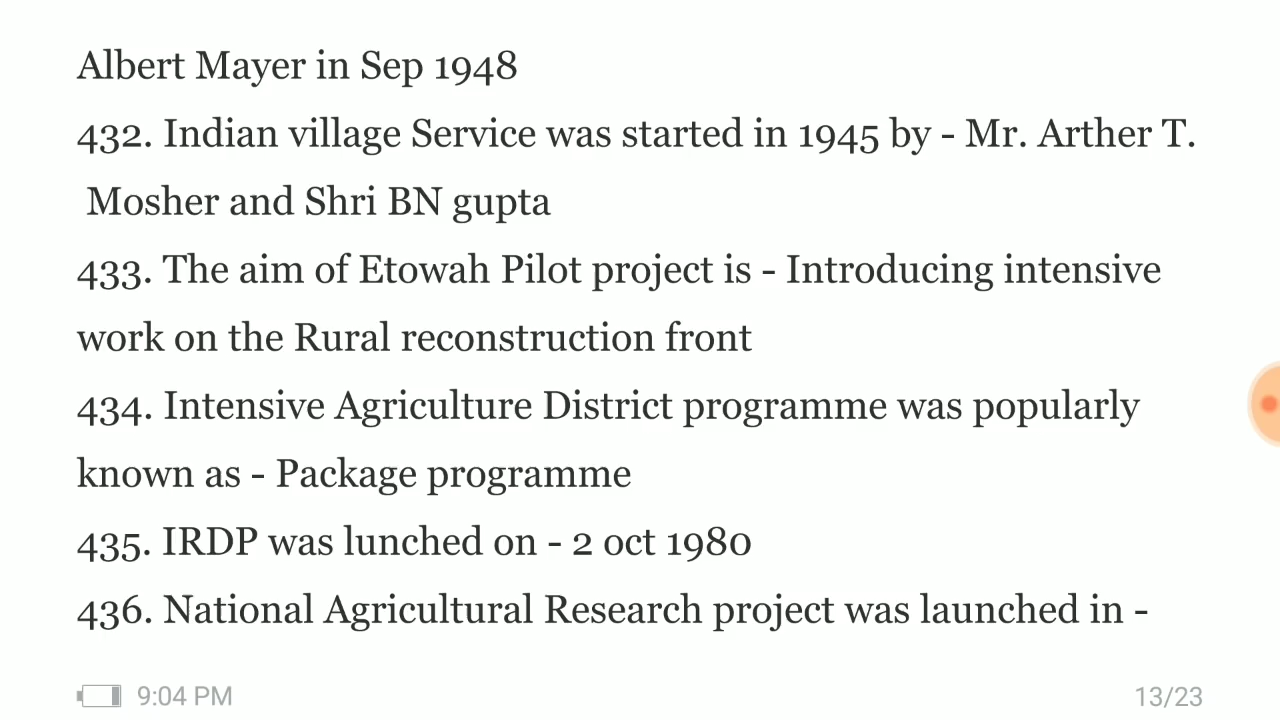 Albert Mayer in Sep 1948
432. Indian village Service was started in 1945 by - Mr. Arther T.
Mosher and Shri BN gupta
433. The aim of Etowah Pilot project is - Introducing intensive
work on the Rural reconstruction front
434. Intensive Agriculture District programme was popularly
known as - Package programme
435. IRDP was lunched on - 2 oct 1980
436. National Agricultural Research project was launched in -
9:04 PM
13/23